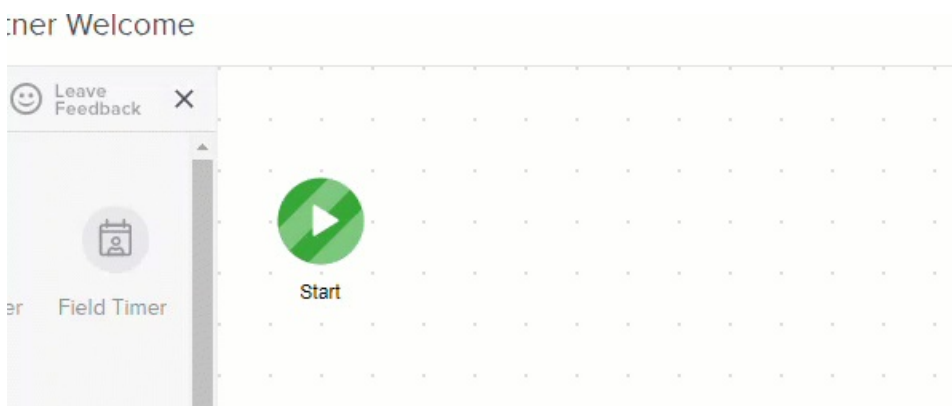 tner Welcome
Leave
Feedback
Start
er
Field Timer